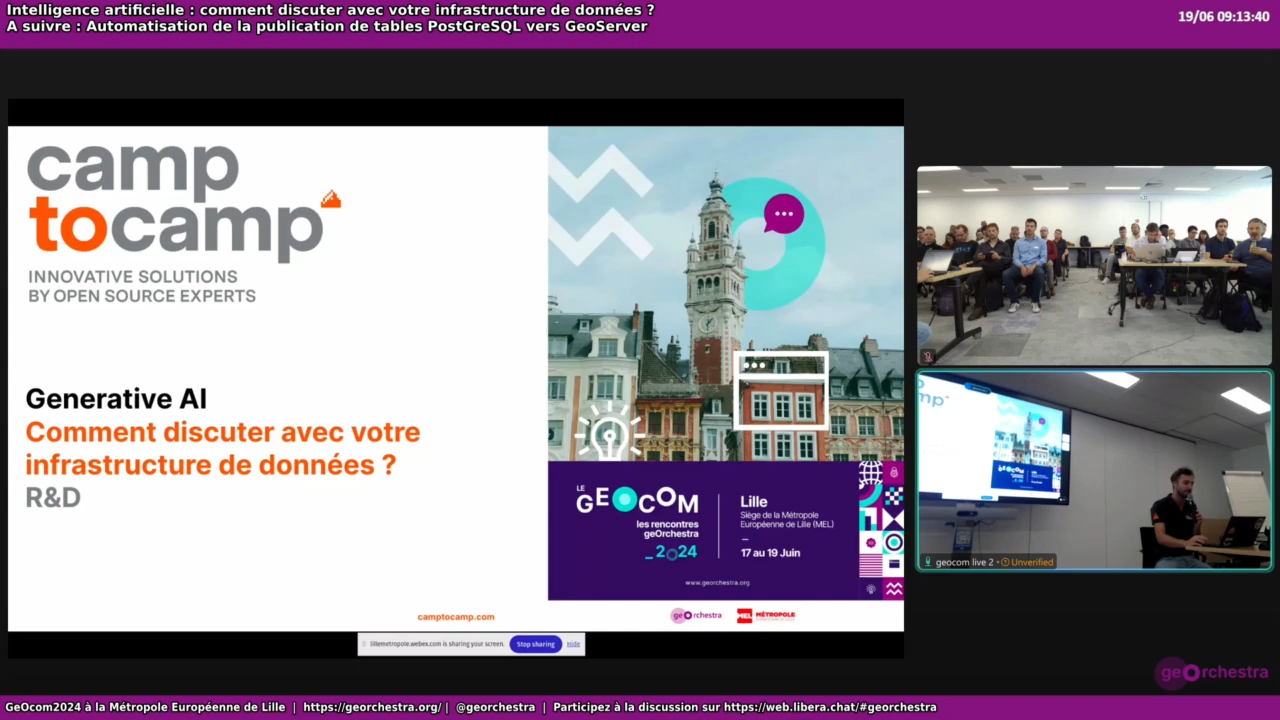 Intelligence artificielle : comment discuter avec votre infrastructure de données ?
A suivre : Automatisation de la publication de tables PostGreSQL vers GeoServer
19/06 09:13:40
camp
tocamp
INNOVATIVE SOLUTIONS
BY OPEN SOURCE EXPERTS
Generative AI
Comment discuter avec votre
infrastructure de données ?
R&D
LE
GEOCOM
les rencontres
geOrchestra
_2024
Lille
Siège de la Métropole
Européenne de Lille (MEL)
17 au 19 Juin
www.georchestra.org
camptocamp.com
geOrchestra
MEL MÉTROPOLE
lillemetropole.webex.com is sharing your screen.
Stop sharing
Hide
mp
GEOCOM
geocom live 2 • Unverified
geOrchestra
GeOcom2024 à la Métropole Européenne de Lille | https://georchestra.org/ | @georchestra | Participez à la discussion sur https://web.libera.chat/#georchestra